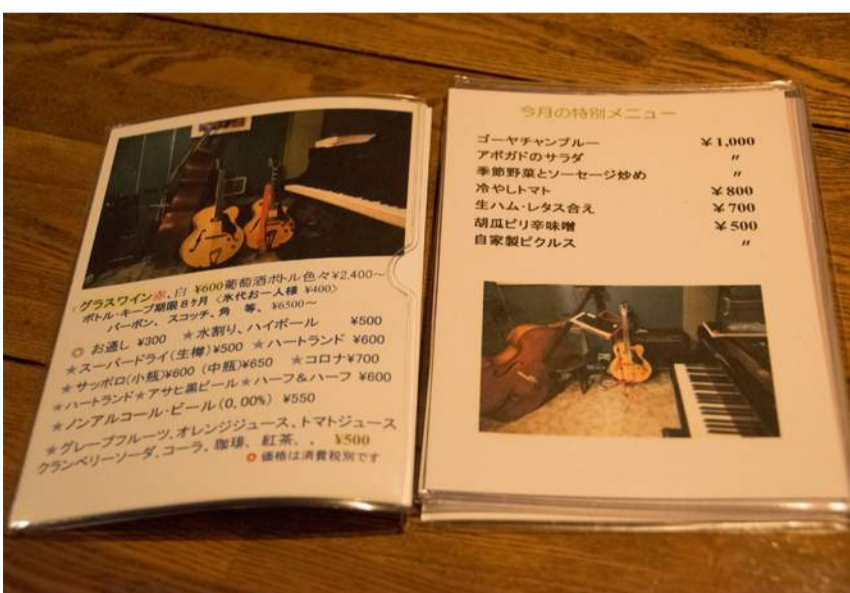 グラスワイン赤、白 ¥600葡萄酒ボトル色々¥2,400～
ボトル・キープ期限8ヶ月〈氷代お一人様 ¥400〉
バーボン、スコッチ、角 等、¥6500～
◎ お通し ¥300 ★水割り、ハイボール ¥500
★スーパードライ(生樽)¥500 ★ハートランド ¥600
★サッポロ(小瓶)¥600 (中瓶)¥650 ★コロナ¥700
★ハートランド★アサヒ黒ビール★ハーフ&ハーフ ¥600
★ノンアルコール・ビール(0.00%) ¥550
★グレープフルーツ、オレンジジュース、トマトジュース
クランベリーソーダ、コーラ、珈琲、紅茶、、 ¥500
○ 価格は消費税別です
今月の特別メニュー
ゴーヤチャンプルー ¥1,000
アボガドのサラダ 〃
季節野菜とソーセージ炒め 〃
冷やしトマト ¥800
生ハム・レタス合え ¥700
胡瓜ピリ辛味噌 ¥500
自家製ピクルス 〃